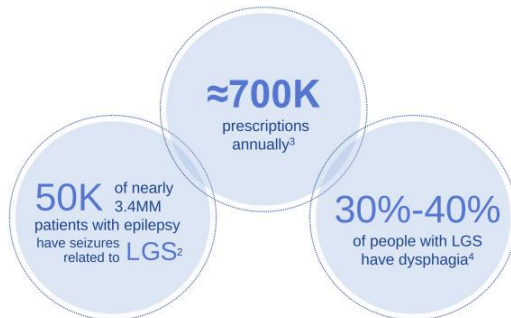 ≈700K
prescriptions
annually³
50K of nearly
3.4MM
patients with epilepsy
have seizures
related to LGS²
30%-40%
of people with LGS
have dysphagia⁴